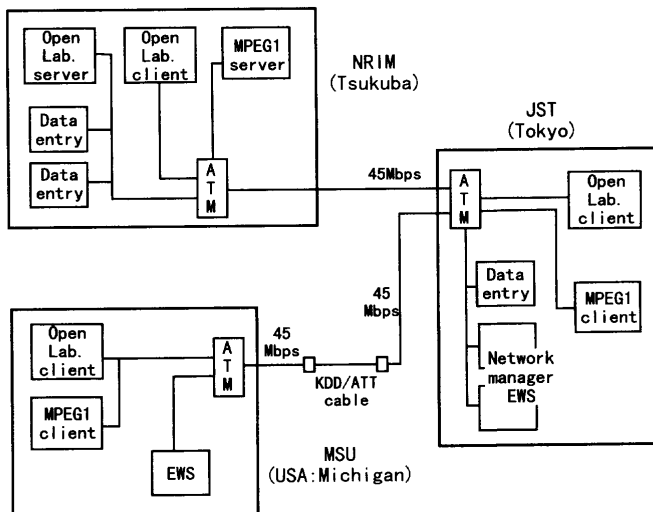 Open
Lab.
server
Open
Lab.
client
MPEG1
server
Data
entry
Data
entry
A
T
M
NRIM
(Tsukuba)
45Mbps
JST
(Tokyo)
A
T
M
Open
Lab.
client
Data
entry
MPEG1
client
Network
manager
EWS
45
Mbps
Open
Lab.
client
MPEG1
client
A
T
M
EWS
45
Mbps
KDD/ATT
cable
MSU
(USA:Michigan)